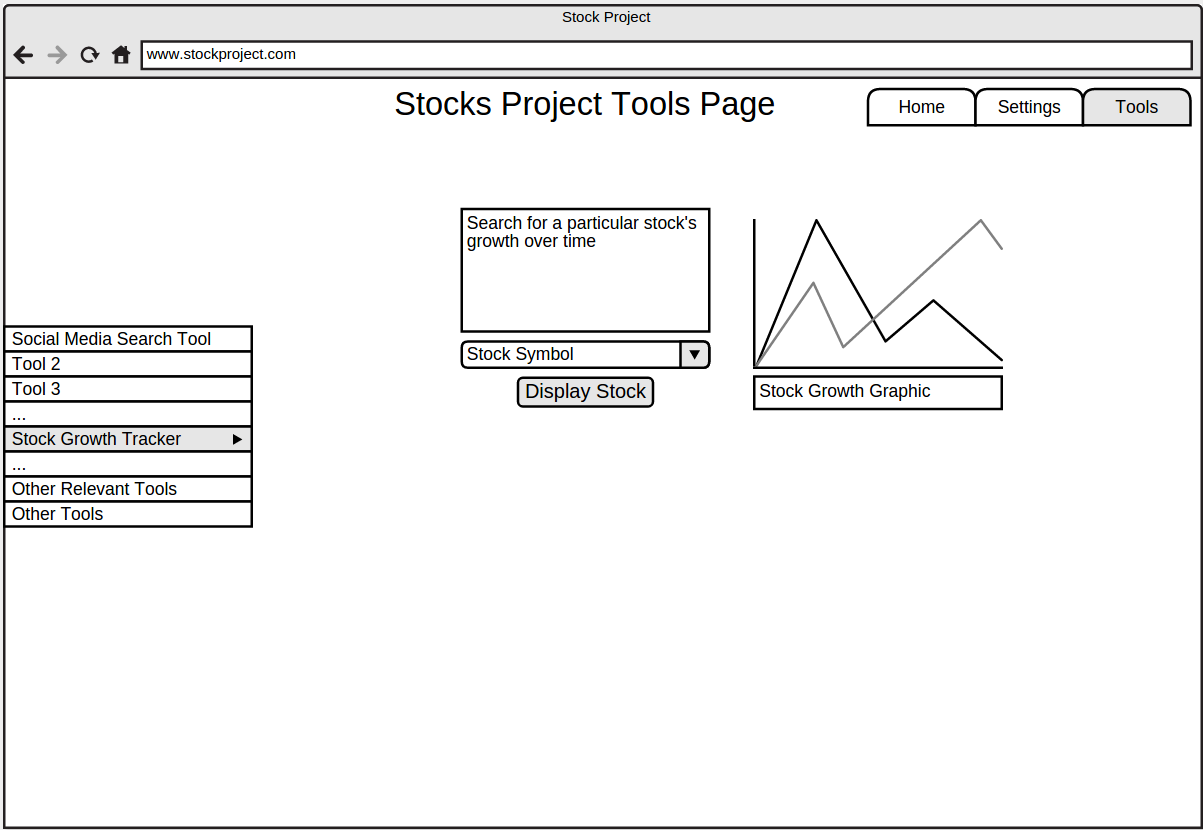 Stock Project
www.stockproject.com
Stocks Project Tools Page
Home
Settings
Tools
Search for a particular stock's
growth over time
Stock Symbol
Display Stock
Stock Growth Graphic
Social Media Search Tool
Tool 2
Tool 3
...
Stock Growth Tracker
...
Other Relevant Tools
Other Tools